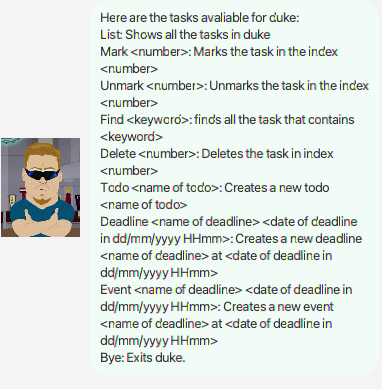 Here are the tasks avaliable for duke:
List: Shows all the tasks in duke
Mark <number>: Marks the task in the index
<number>
Unmark <number>: Unmarks the task in the index
<number>
Find <keyword>: finds all the task that contains
<keyword>
Delete <number>: Deletes the task in index
<number>
Todo <name of todo>: Creates a new todo
<name of todo>
Deadline <name of deadline> <date of deadline
in dd/mm/yyyy HHmm>: Creates a new deadline
<name of deadline> at <date of deadline in
dd/mm/yyyy HHmm>
Event <name of deadline> <date of deadline in
dd/mm/yyyy HHmm>: Creates a new event
<name of deadline> at <date of deadline in
dd/mm/yyyy HHmm>
Bye: Exits duke.